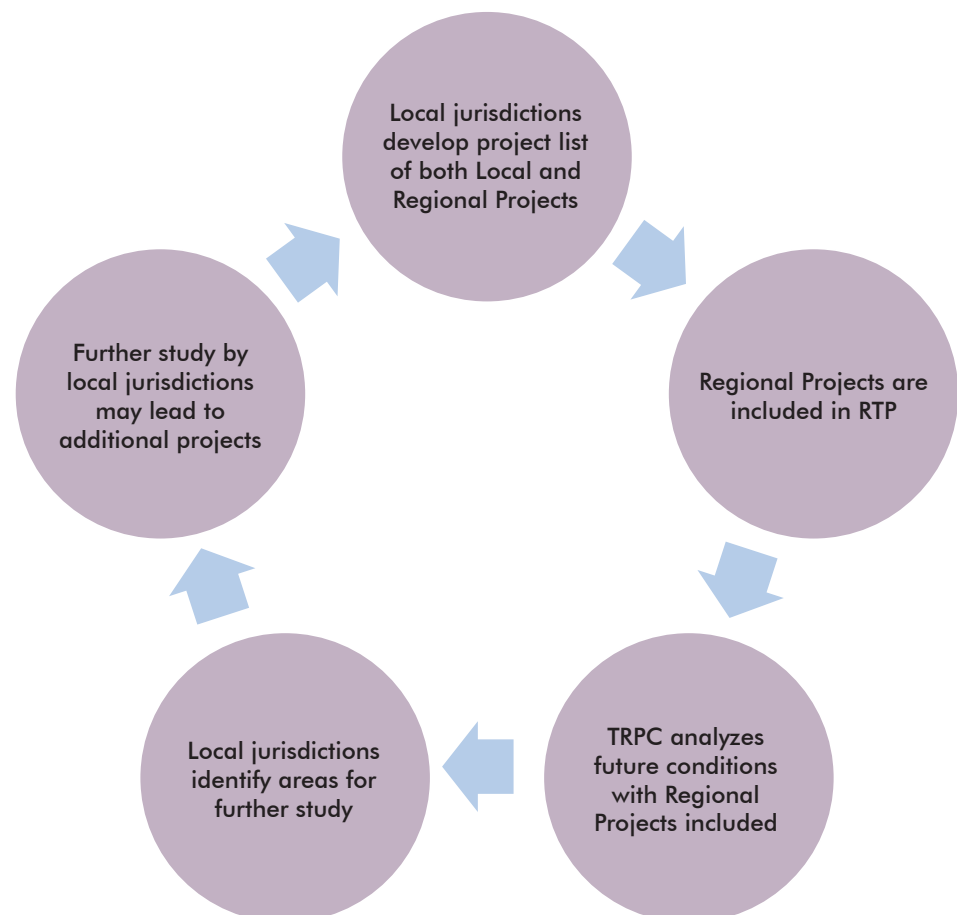 Local jurisdictions
develop project list
of both Local and
Regional Projects
Regional Projects are
included in RTP
TRPC analyzes
future conditions
with Regional
Projects included
Local jurisdictions
identify areas for
further study
Further study by
local jurisdictions
may lead to
additional projects